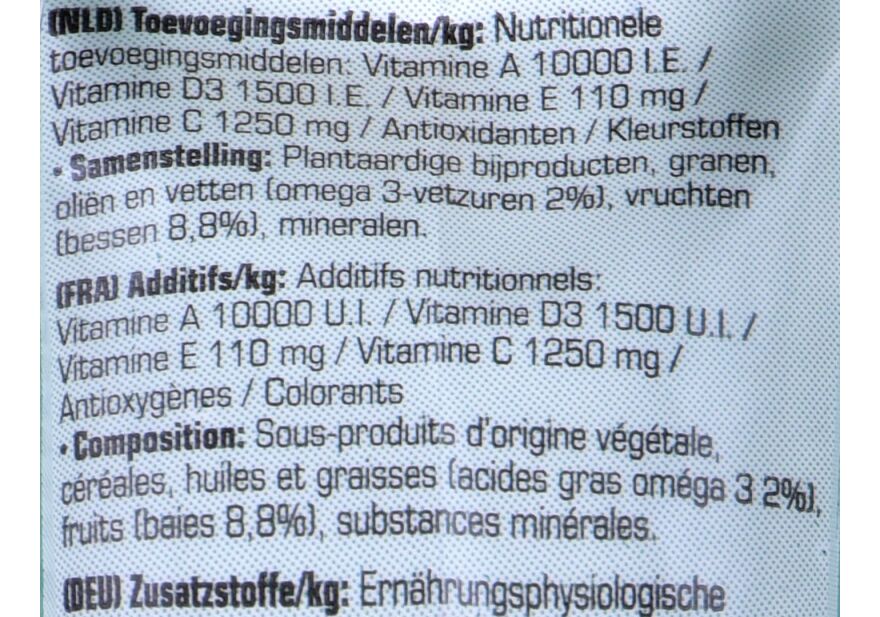 (NLD) Toevoegingsmiddelen/kg: Nutritionele
toevoegingsmiddelen: Vitamine A 10000 I.E. /
Vitamine D3 1500 I.E. / Vitamine E 110 mg /
Vitamine C 1250 mg / Antioxidanten / Kleurstoffen
• Samenstelling: Plantaardige bijproducten, granen,
oliën en vetten (omega 3-vetzuren 2%), vruchten
(bessen 8,8%), mineralen.
(FRA) Additifs/kg: Additifs nutritionnels:
Vitamine A 10000 U.I. / Vitamine D3 1500 U.I. /
Vitamine E 110 mg / Vitamine C 1250 mg /
Antioxygènes / Colorants
• Composition: Sous-produits d'origine végétale,
céréales, huiles et graisses (acides gras oméga 3 2%),
fruits (baies 8,8%), substances minérales.
(DEU) Zusatzstoffe/kg: Ernährungsphysiologische